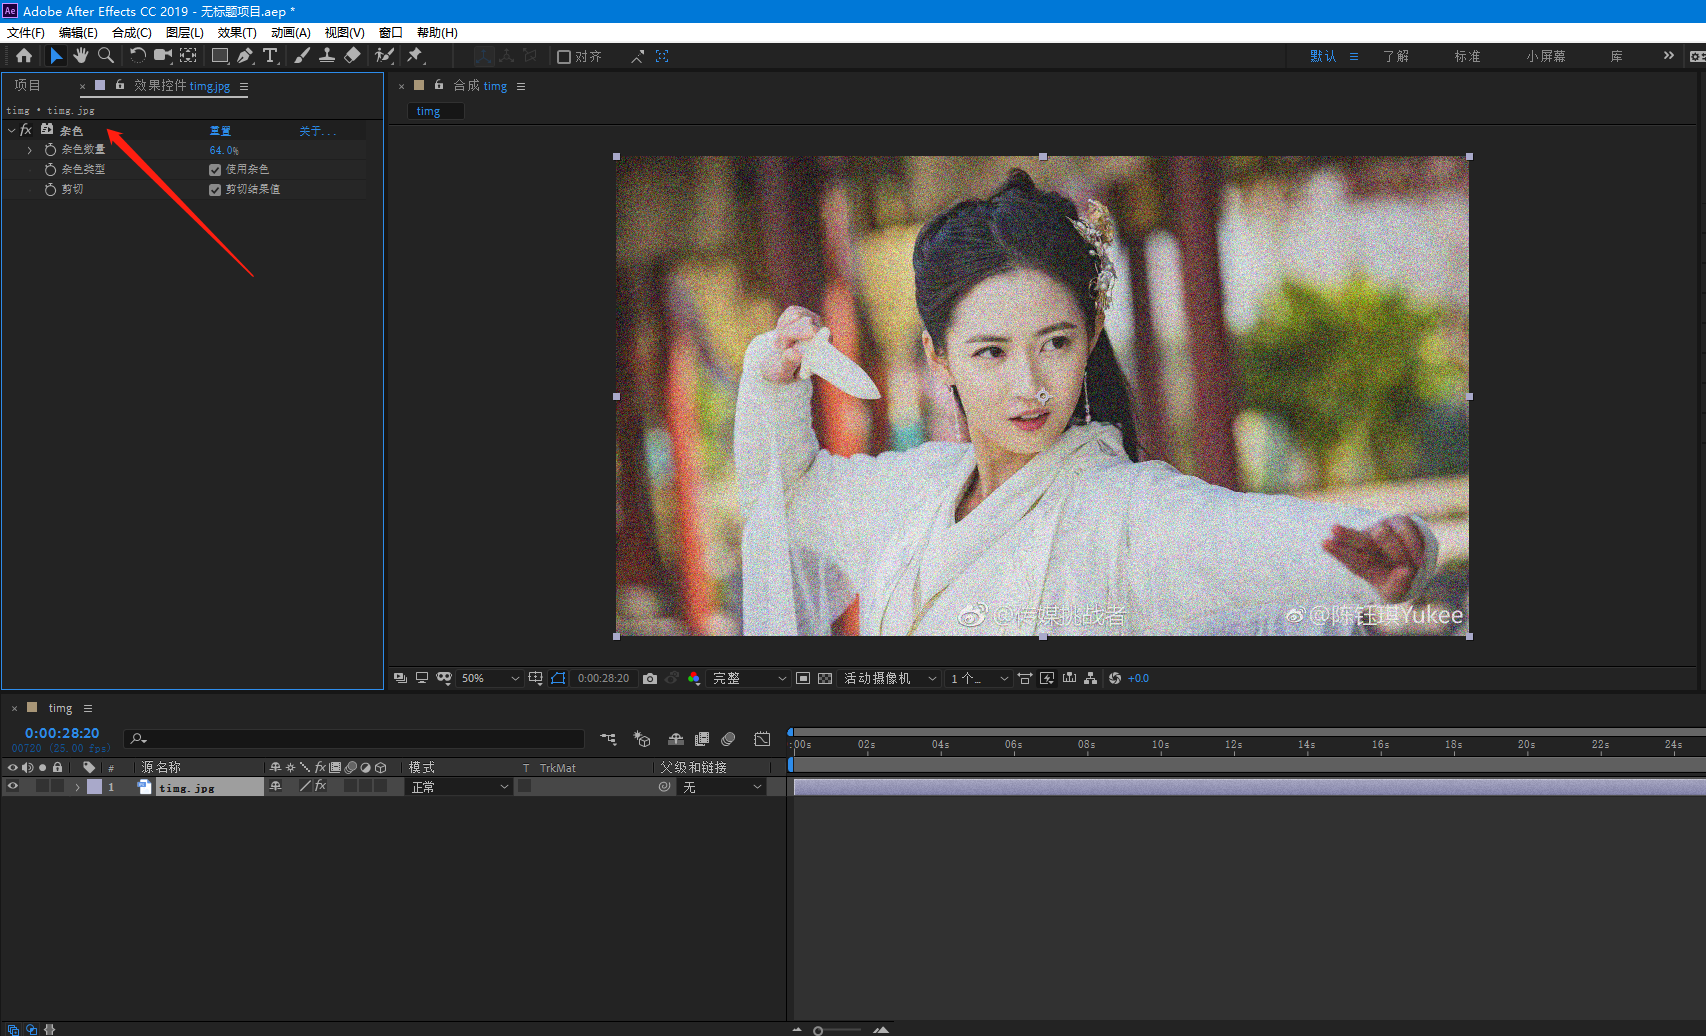 Ae Adobe After Effects CC 2019 - 无标题项目.aep *
文件(F) 编辑(E) 合成(C) 图层(L) 效果(T) 动画(A) 视图(V) 窗口 帮助(H)
对齐 默认 了解 标准 小屏幕 库
项目 效果控件 timg.jpg
timg • timg.jpg
fx 杂色 重置 关于...
杂色数量 64.0%
杂色类型 使用杂色
剪切 剪切结果值
合成 timg
timg
@传媒挑战者
@陈钰琪Yukee
50% 0:00:28:20 完整 活动摄像机 1个... +0.0
timg
0:00:28:20
00720 (25.00 fps)
:00s 02s 04s 06s 08s 10s 12s 14s 16s 18s 20s 22s 24s
# 源名称 fx 模式 T TrkMat 父级和链接
1 timg.jpg fx 正常 无